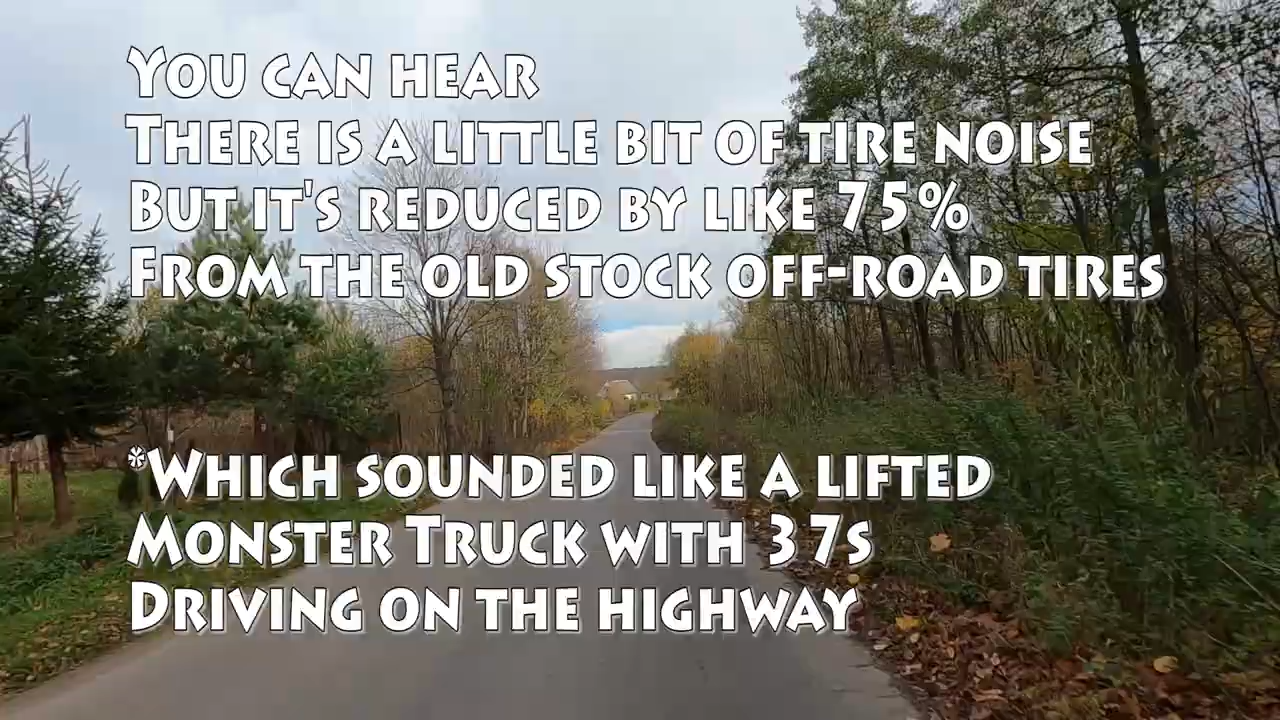 You can hear
There is a little bit of tire noise
But it's reduced by like 75%
From the old stock off-road tires
*Which sounded like a lifted
Monster Truck with 37s
Driving on the highway